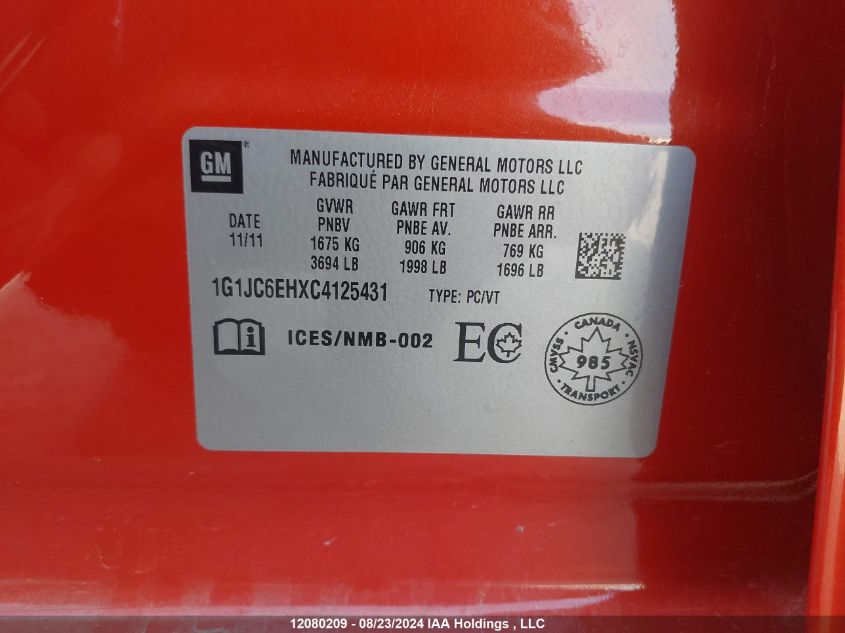 GM ®
MANUFACTURED BY GENERAL MOTORS LLC
FABRIQUÉ PAR GENERAL MOTORS LLC
DATE
11/11
GVWR
PNBV
1675 KG
3694 LB
GAWR FRT
PNBE AV.
906 KG
1998 LB
GAWR RR
PNBE ARR.
769 KG
1696 LB
1G1JC6EHXC4125431 TYPE: PC/VT
i ICES/NMB-002 EC
CANADA
CMVSS 985 NSVAC
TRANSPORT
12080209 - 08/23/2024 IAA Holdings , LLC